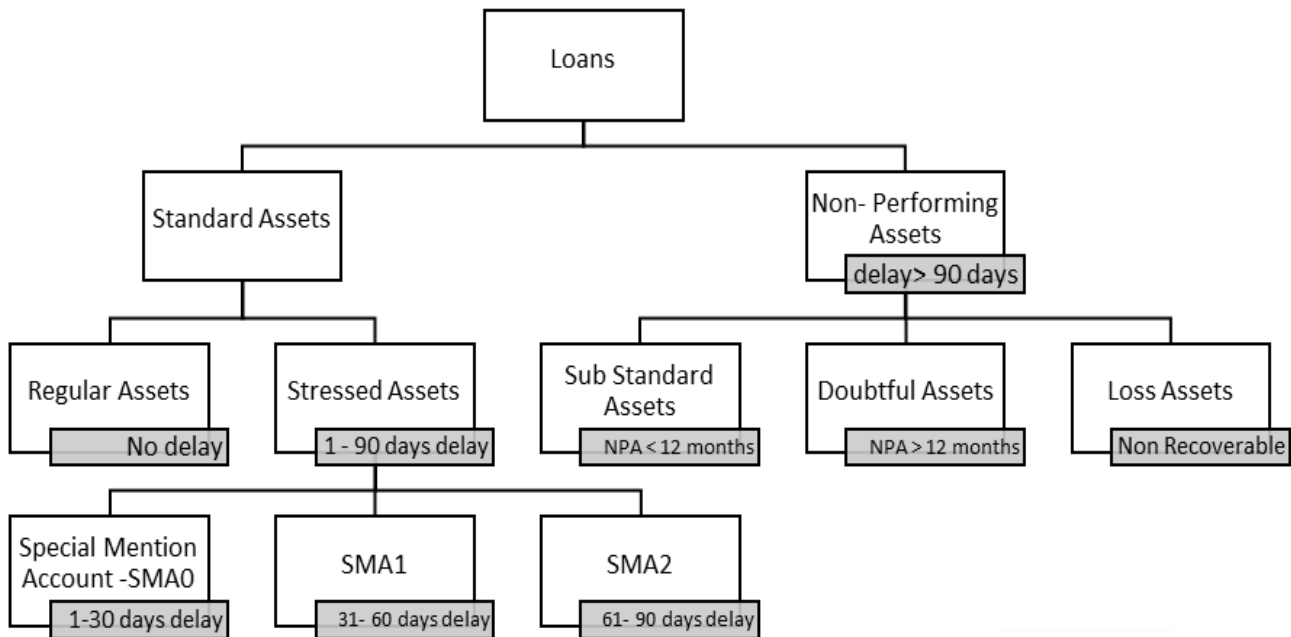 Loans
Standard Assets
Non- Performing
Assets
delay> 90 days
Regular Assets
No delay
Stressed Assets
1 - 90 days delay
Sub Standard
Assets
NPA < 12 months
Doubtful Assets
NPA > 12 months
Loss Assets
Non Recoverable
Special Mention
Account -SMA0
1-30 days delay
SMA1
31- 60 days delay
SMA2
61- 90 days delay